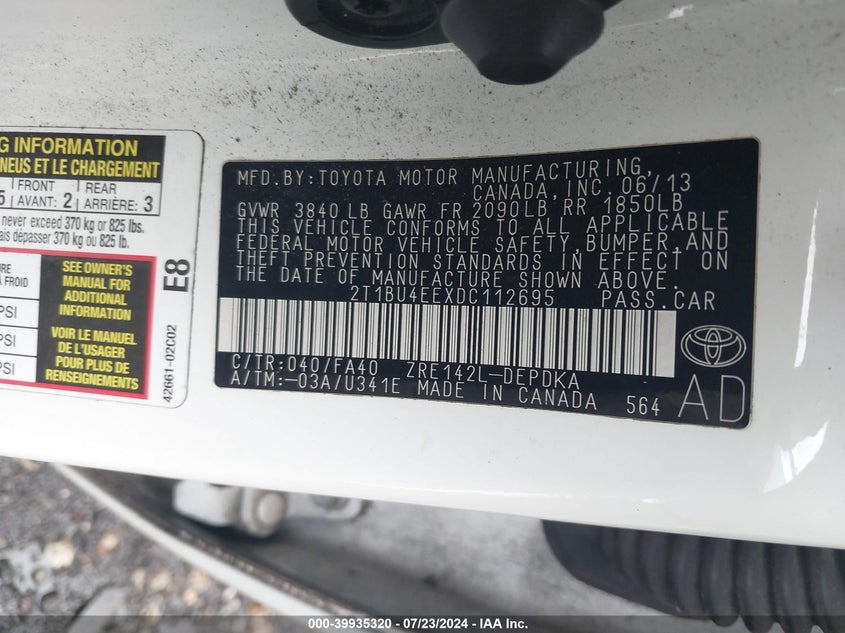 G INFORMATION
NEUS ET LE CHARGEMENT
5 FRONT AVANT: 2 REAR ARRIÈRE: 3
never exceed 370 kg or 825 lbs.
ais dépasser 370 kg ou 825 lb.
URE
A FROID
PSI
PSI
PSI
SEE OWNER'S
MANUAL FOR
ADDITIONAL
INFORMATION
VOIR LE MANUEL
DE L'USAGER
POUR PLUS DE
RENSEIGNEMENTS
E8
42661-02C02
MFD.BY:TOYOTA MOTOR MANUFACTURING,
CANADA, INC. 06/13
GVWR 3840 LB GAWR FR 2090LB, RR 1850LB
THIS VEHICLE CONFORMS TO ALL APPLICABLE
FEDERAL MOTOR VEHICLE SAFETY, BUMPER, AND
THEFT PREVENTION STANDARDS IN EFFECT ON
THE DATE OF MANUFACTURE SHOWN ABOVE.
2T1BU4EEXDC112695 PASS.CAR
C/TR:040/FA40 ZRE142L-DEPDKA
A/TM:-03A/U341E MADE IN CANADA 564
AD
000-39935320 - 07/23/2024 - IAA Inc.